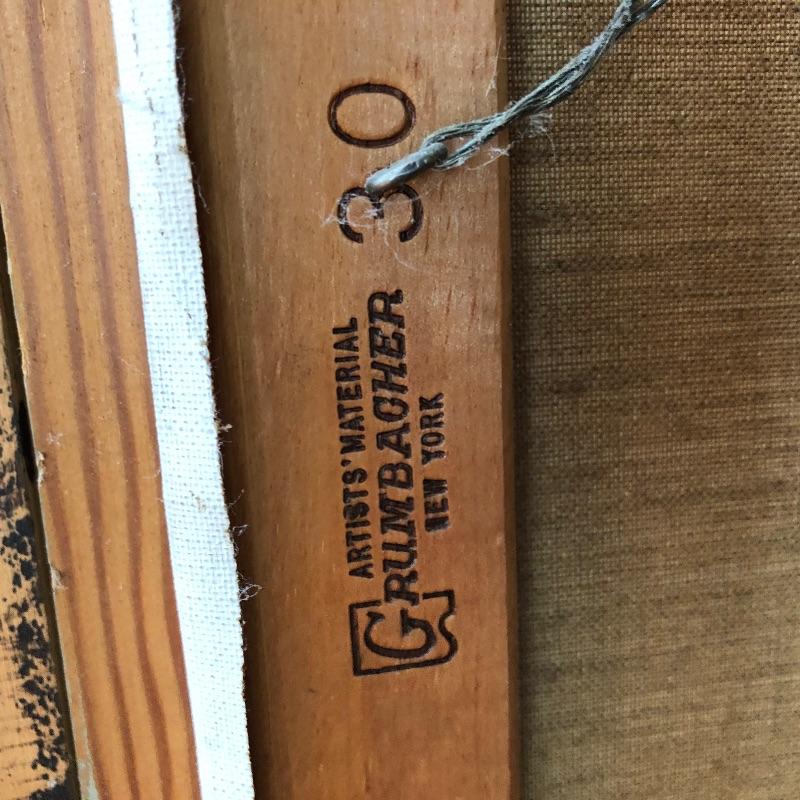 ARTISTS' MATERIAL
GRUMBACHER
NEW YORK
30